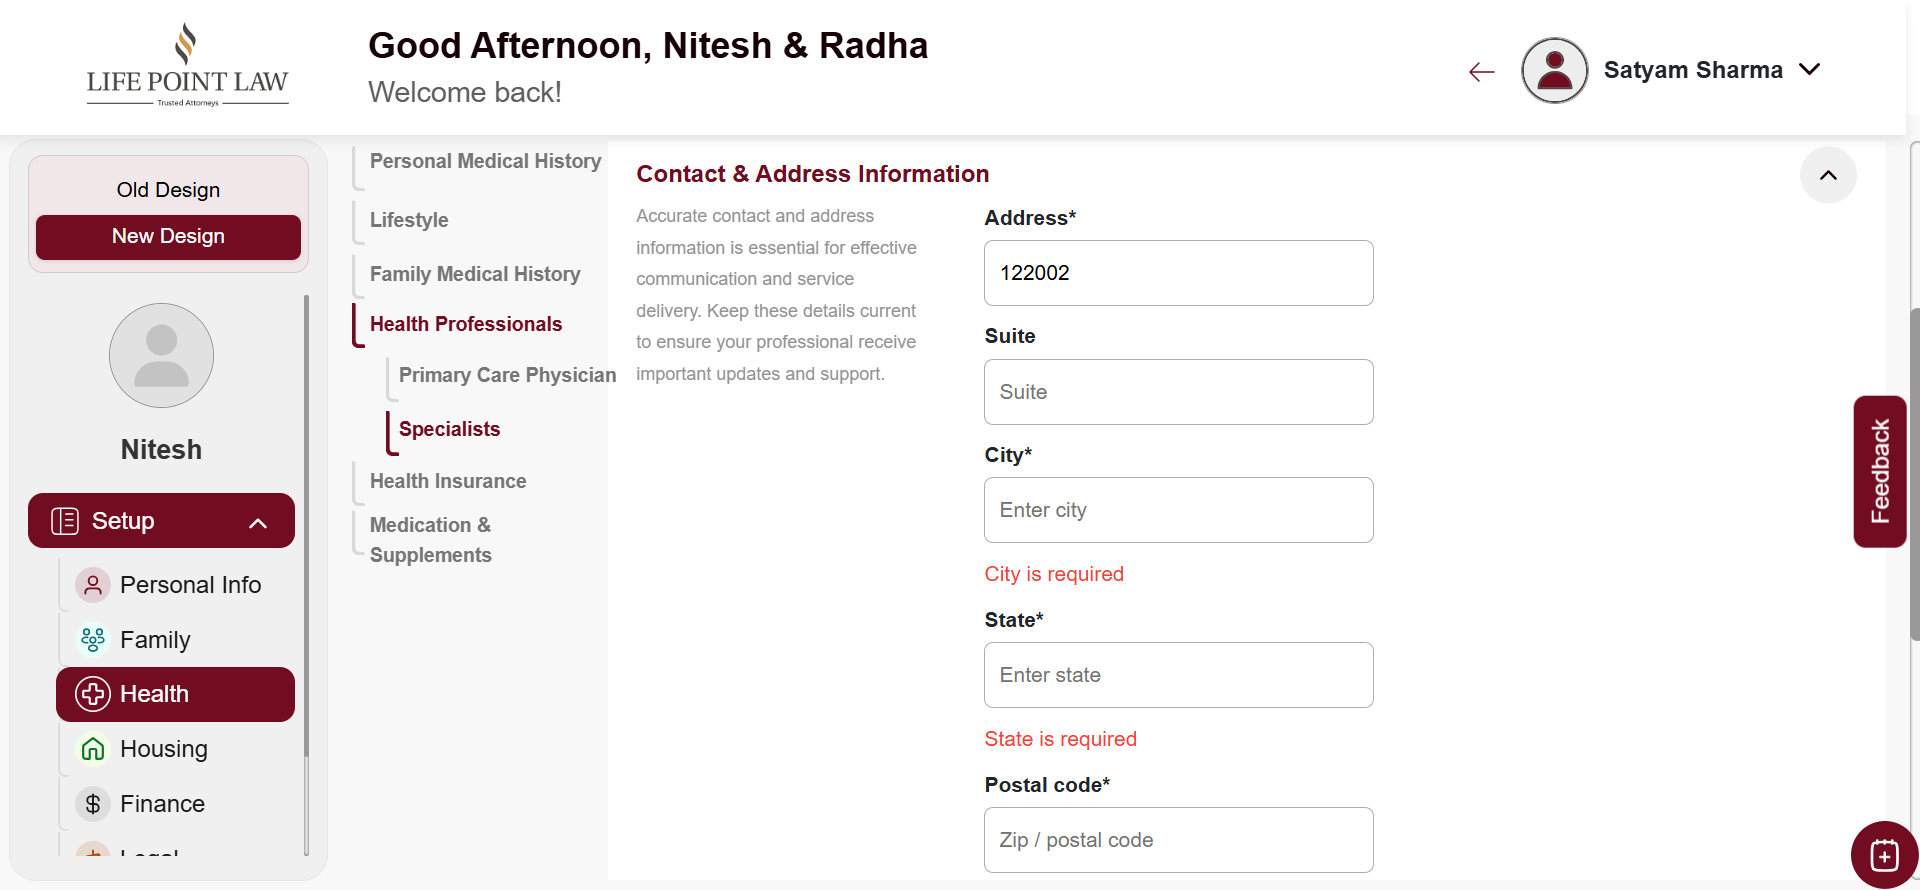 LIFE POINT LAW
Trusted Attorneys
Good Afternoon, Nitesh & Radha
Welcome back!
Satyam Sharma
Old Design
New Design
Nitesh
Setup
Personal Info
Family
Health
Housing
Finance
Legal
Personal Medical History
Lifestyle
Family Medical History
Health Professionals
Primary Care Physician
Specialists
Health Insurance
Medication &
Supplements
Contact & Address Information
Accurate contact and address
information is essential for effective
communication and service
delivery. Keep these details current
to ensure your professional receive
important updates and support.
Address*
122002
Suite
Suite
City*
Enter city
City is required
State*
Enter state
State is required
Postal code*
Zip / postal code
Feedback